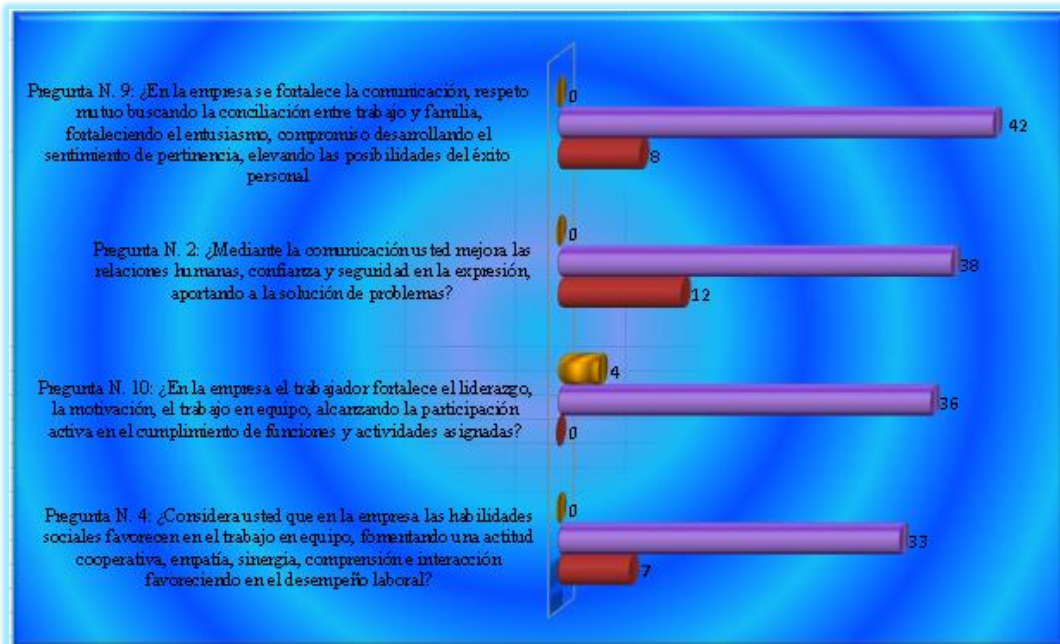 Pregunta N. 9: ¿En la empresa se fortalece la comunicación, respeto
mutuo buscando la conciliación entre trabajo y familia,
fortaleciendo el entusiasmo, compromiso desarrollando el
sentimiento de pertinencia, elevando las posibilidades del éxito
personal
0
42
8
Pregunta N. 2: ¿Mediante la comunicación usted mejora las
relaciones humanas, confianza y seguridad en la expresión,
aportando a la solución de problemas?
0
38
12
Pregunta N. 10: ¿En la empresa el trabajador fortalece el liderazgo,
la motivación, el trabajo en equipo, alcanzando la participación
activa en el cumplimiento de funciones y actividades asignadas?
4
36
0
Pregunta N. 4: ¿Considera usted que en la empresa las habilidades
sociales favorecen en el trabajo en equipo, fomentando una actitud
cooperativa, empatía, sinergia, comprensión e interacción
favoreciendo en el desempeño laboral?
0
33
7